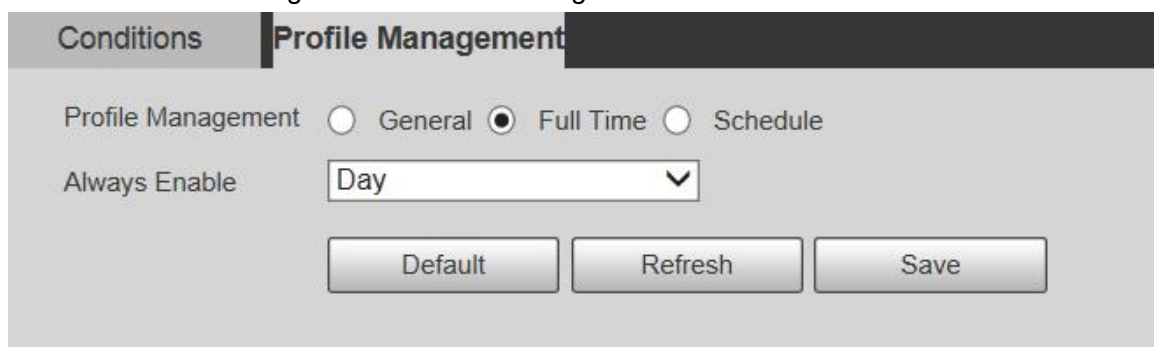 Conditions Profile Management
Profile Management General Full Time Schedule
Always Enable Day
Default Refresh Save